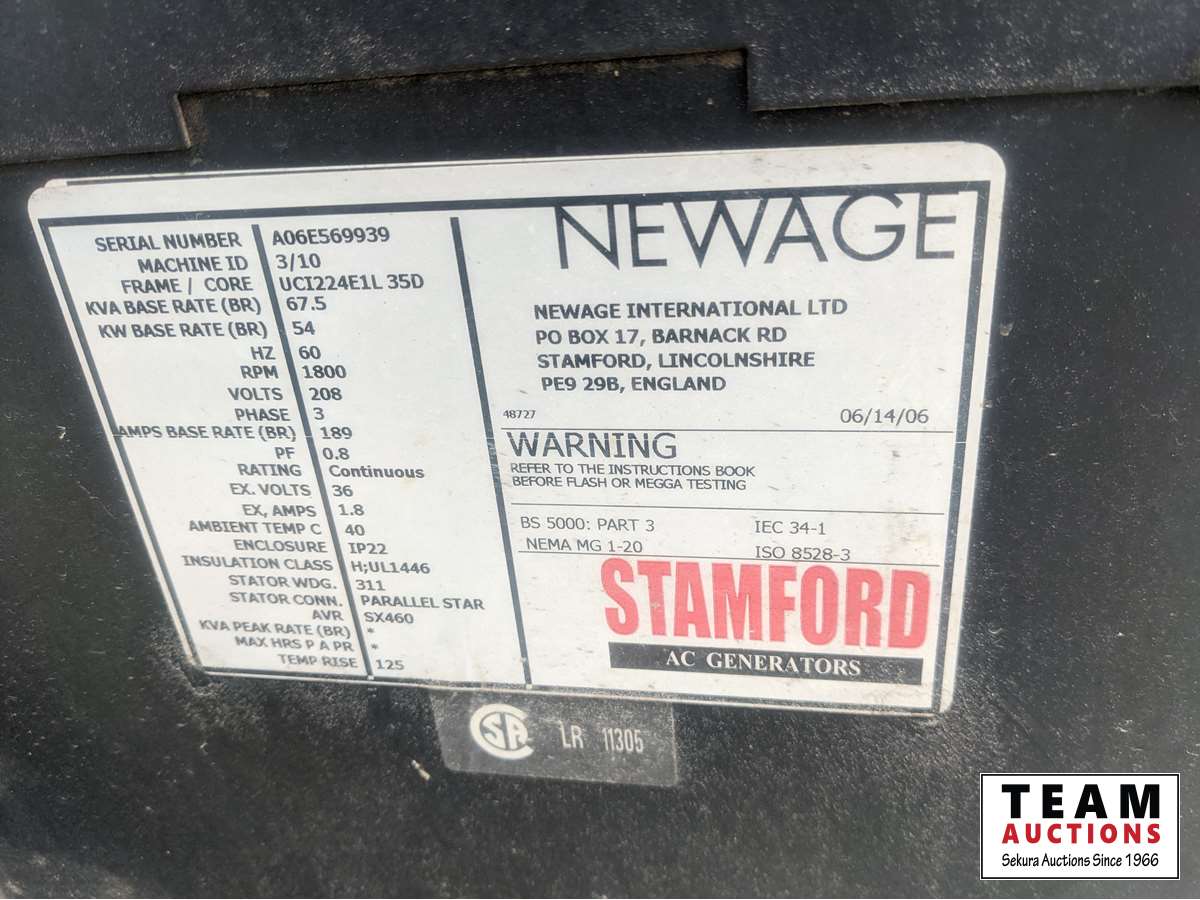 SERIAL NUMBER A06E569939
MACHINE ID 3/10
FRAME / CORE UCI224E1L 35D
KVA BASE RATE (BR) 67.5
KW BASE RATE (BR) 54
HZ 60
RPM 1800
VOLTS 208
PHASE 3
AMPS BASE RATE (BR) 189
PF 0.8
RATING Continuous
EX. VOLTS 36
EX, AMPS 1.8
AMBIENT TEMP C 40
ENCLOSURE IP22
INSULATION CLASS H;UL1446
STATOR WDG. 311
STATOR CONN. PARALLEL STAR
AVR SX460
KVA PEAK RATE (BR) *
MAX HRS P A PR *
TEMP RISE 125
NEWAGE
NEWAGE INTERNATIONAL LTD
PO BOX 17, BARNACK RD
STAMFORD, LINCOLNSHIRE
PE9 29B, ENGLAND
48727 06/14/06
WARNING
REFER TO THE INSTRUCTIONS BOOK
BEFORE FLASH OR MEGGA TESTING
BS 5000: PART 3 IEC 34-1
NEMA MG 1-20 ISO 8528-3
STAMFORD
AC GENERATORS
CSA LR 11305
TEAM
AUCTIONS
Sekura Auctions Since 1966